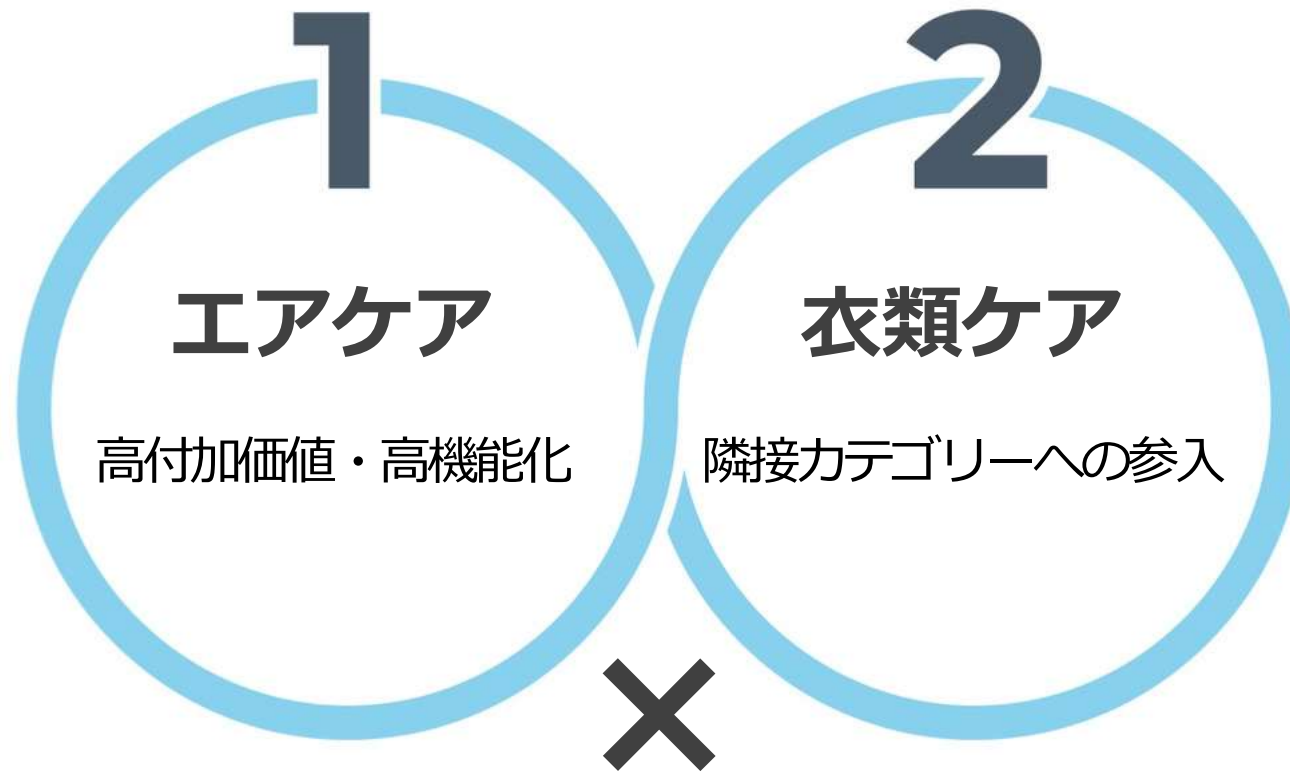 1
エアケア
高付加価値・高機能化
2
衣類ケア
隣接カテゴリーへの参入
×